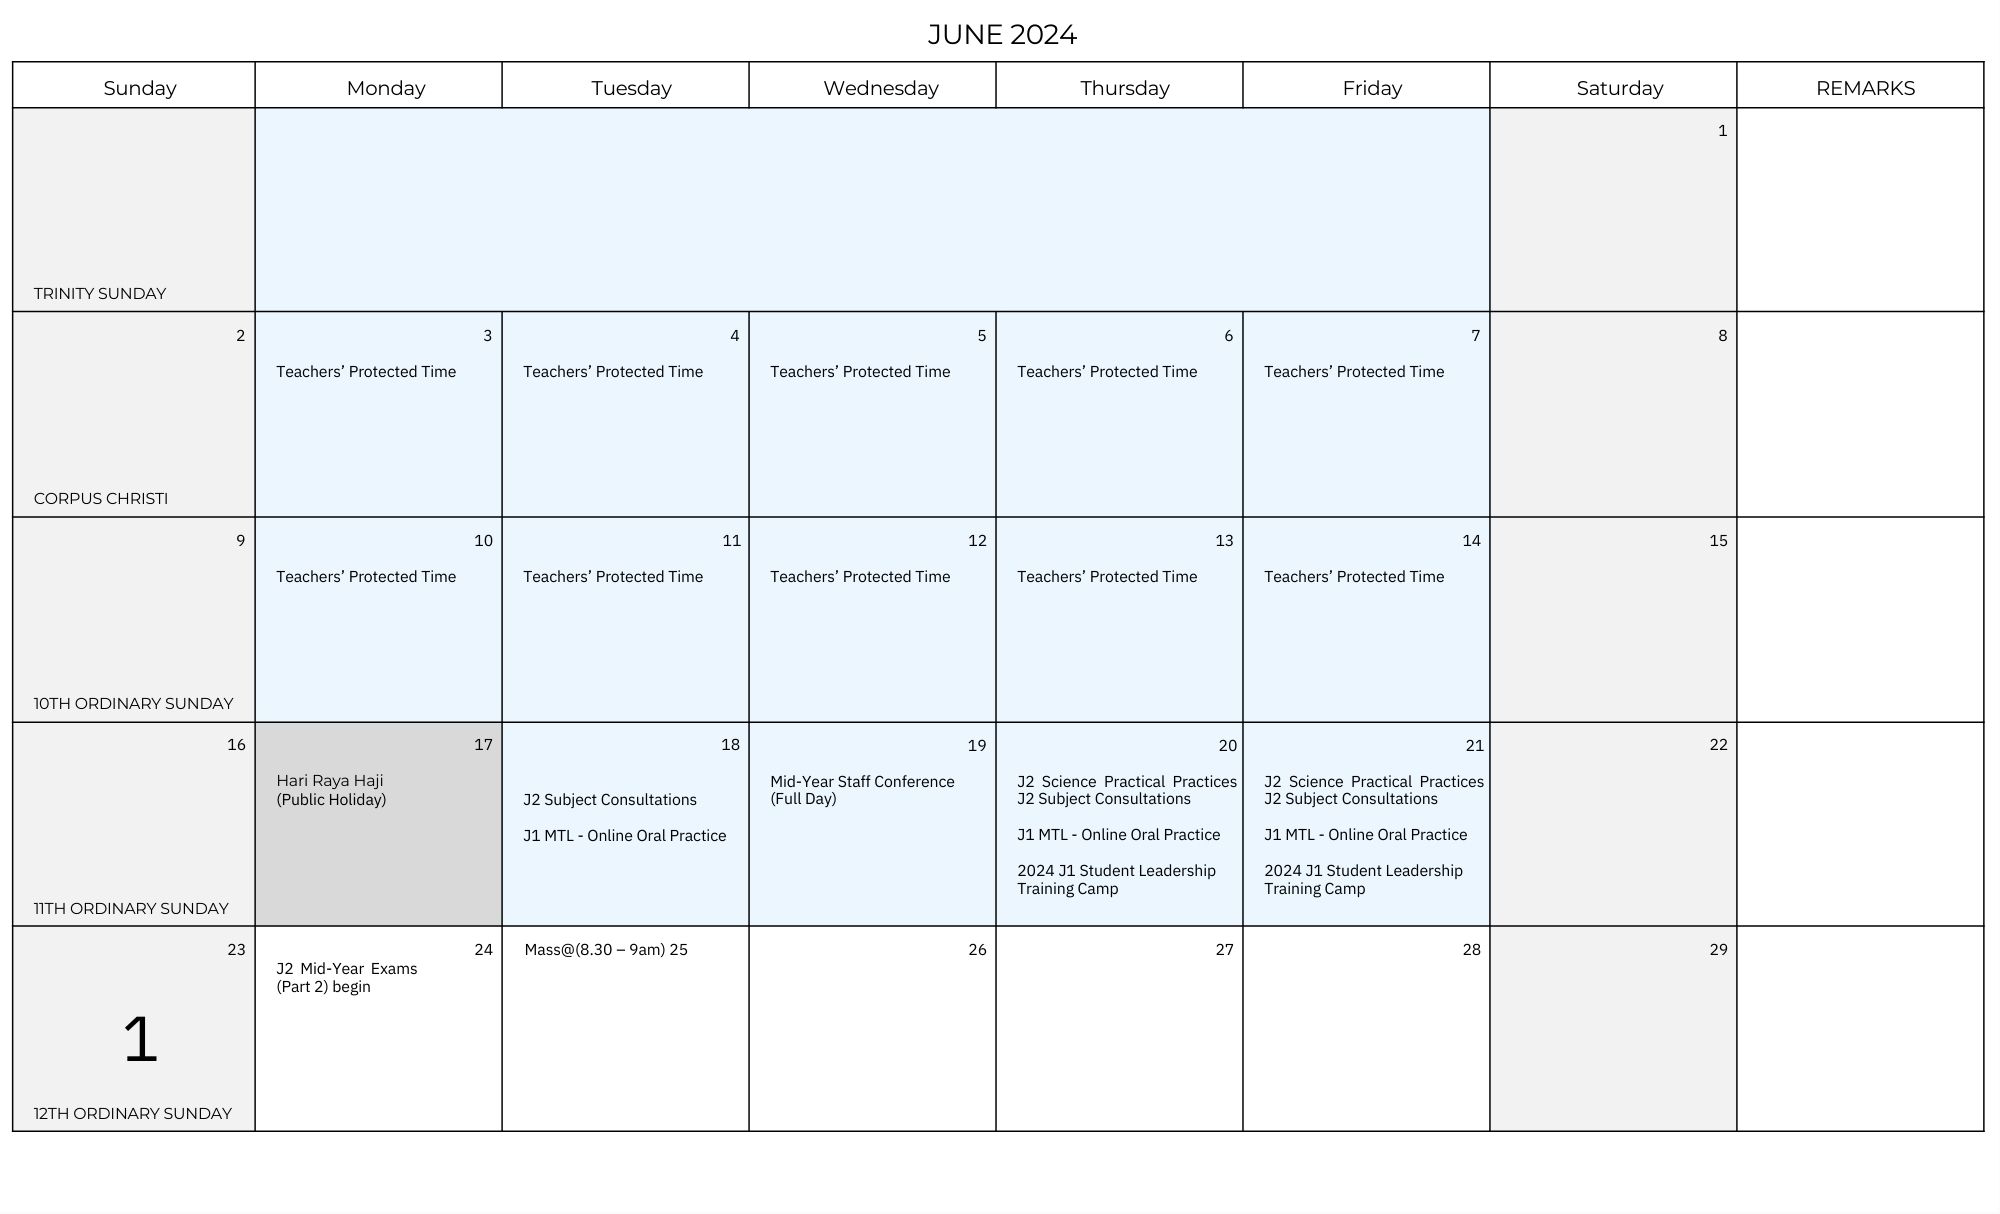 JUNE 2024
Sunday Monday Tuesday Wednesday Thursday Friday Saturday REMARKS
1
TRINITY SUNDAY
2 3 4 5 6 7 8
Teachers’ Protected Time Teachers’ Protected Time Teachers’ Protected Time Teachers’ Protected Time Teachers’ Protected Time
CORPUS CHRISTI
9 10 11 12 13 14 15
Teachers’ Protected Time Teachers’ Protected Time Teachers’ Protected Time Teachers’ Protected Time Teachers’ Protected Time
10TH ORDINARY SUNDAY
16
11TH ORDINARY SUNDAY
17
Hari Raya Haji
(Public Holiday)
18
J2 Subject Consultations
J1 MTL - Online Oral Practice
19
Mid-Year Staff Conference
(Full Day)
20
J2 Science Practical Practices
J2 Subject Consultations
J1 MTL - Online Oral Practice
2024 J1 Student Leadership
Training Camp
21
J2 Science Practical Practices
J2 Subject Consultations
J1 MTL - Online Oral Practice
2024 J1 Student Leadership
Training Camp
22
23
1
12TH ORDINARY SUNDAY
24
J2 Mid-Year Exams
(Part 2) begin
Mass@(8.30 – 9am) 25
26
27
28
29